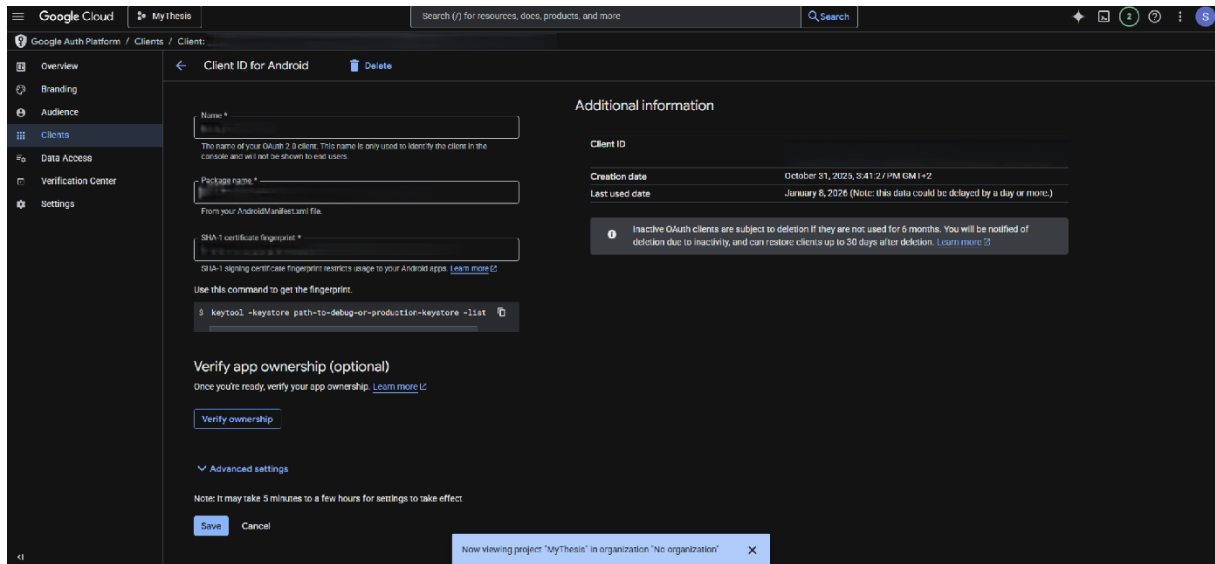 Google Cloud
MyThesis
Search (/) for resources, docs, products, and more
Search
2
S
Google Auth Platform / Clients / Client:
Overview
Branding
Audience
Clients
Data Access
Verification Center
Settings
Client ID for Android
Delete
Name *
The name of your OAuth 2.0 client. This name is only used to identify the client in the
console and will not be shown to end users.
Package name *
From your AndroidManifest.xml file.
SHA-1 certificate fingerprint *
SHA-1 signing certificate fingerprint restricts usage to your Android apps. Learn more
Use this command to get the fingerprint.
$ keytool -keystore path-to-debug-or-production-keystore -list
Verify app ownership (optional)
Once you're ready, verify your app ownership. Learn more
Verify ownership
Advanced settings
Note: It may take 5 minutes to a few hours for settings to take effect
Save Cancel
Additional information
Client ID
Creation date October 31, 2025, 3:41:27 PM GMT+2
Last used date January 8, 2026 (Note: this data could be delayed by a day or more.)
Inactive OAuth clients are subject to deletion if they are not used for 6 months. You will be notified of
deletion due to inactivity, and can restore clients up to 30 days after deletion. Learn more
Now viewing project "MyThesis" in organization "No organization"